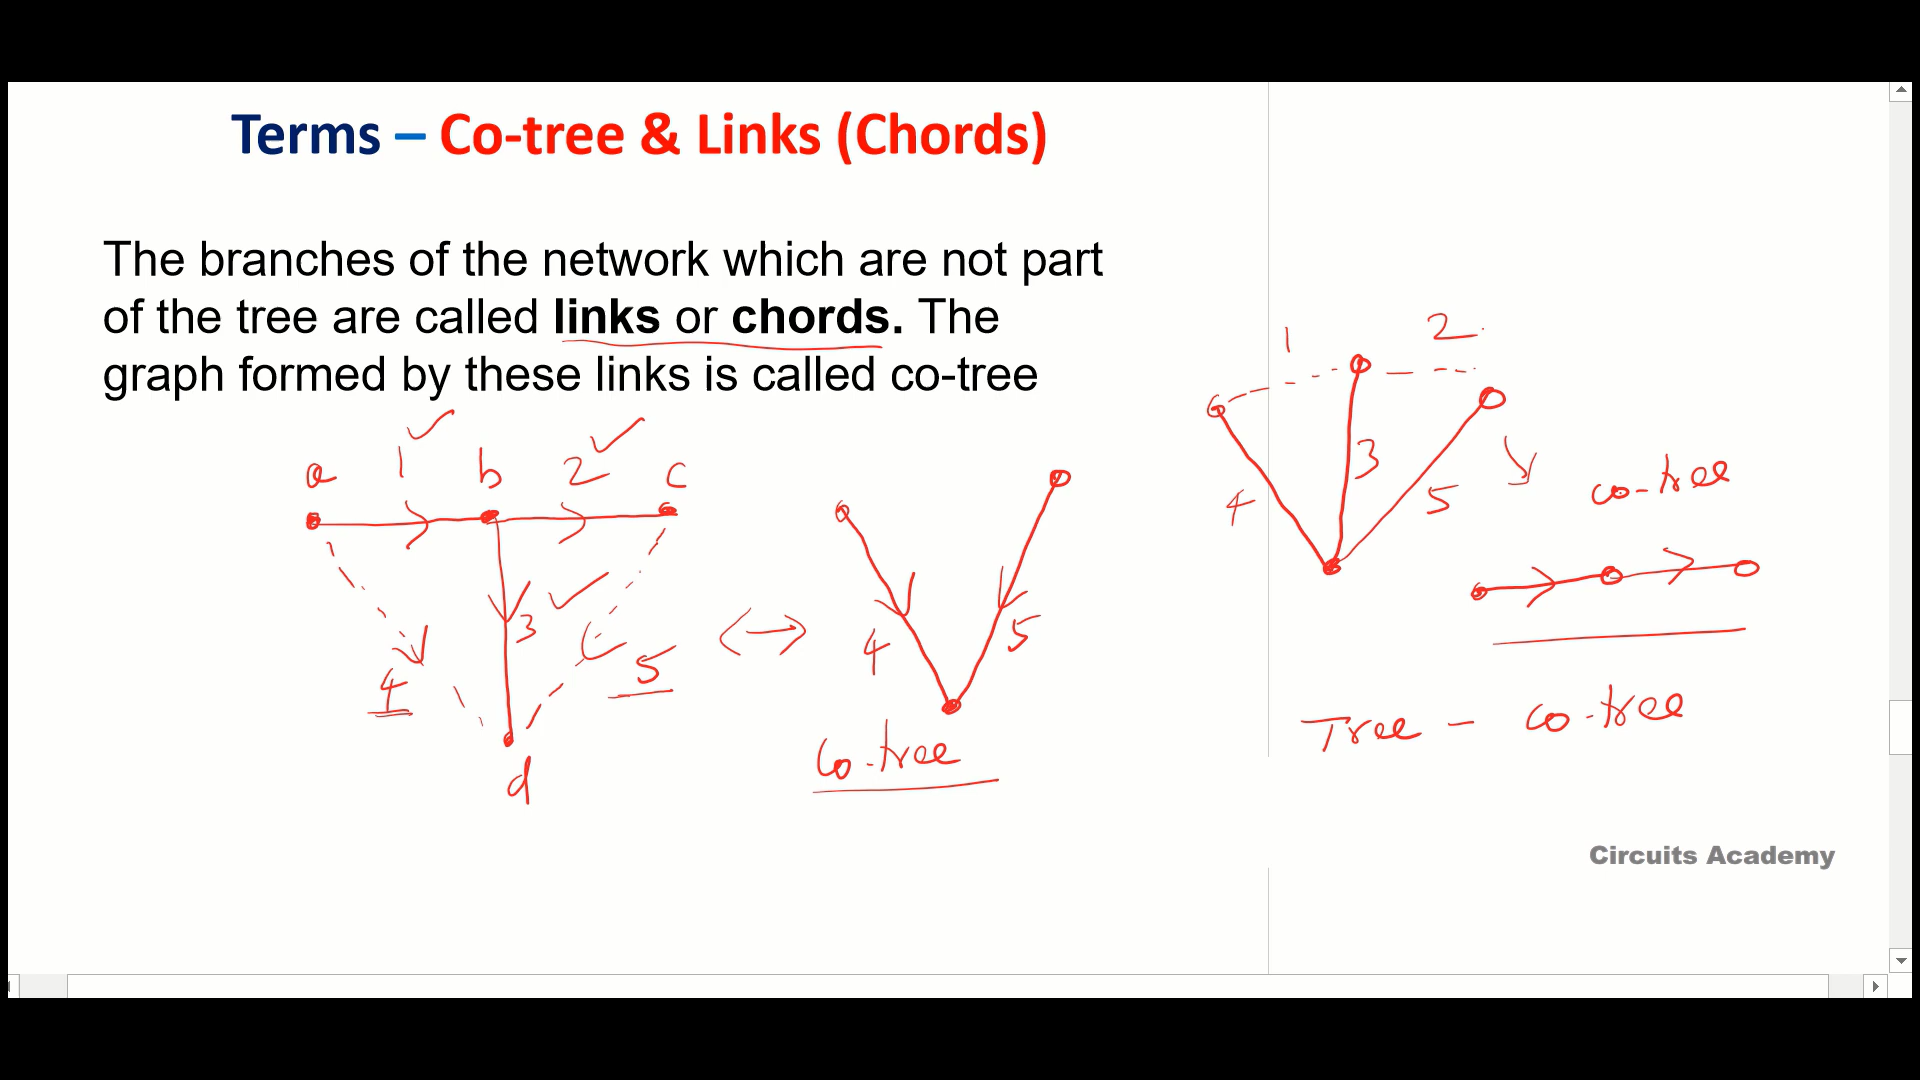 Terms – Co-tree & Links (Chords)
The branches of the network which are not part
of the tree are called links or chords. The
graph formed by these links is called co-tree
a 1 b 2 c
3
4
5
d
4
5
Co-tree
1 2
3
4
5
co-tree
Tree – co-tree
Circuits Academy